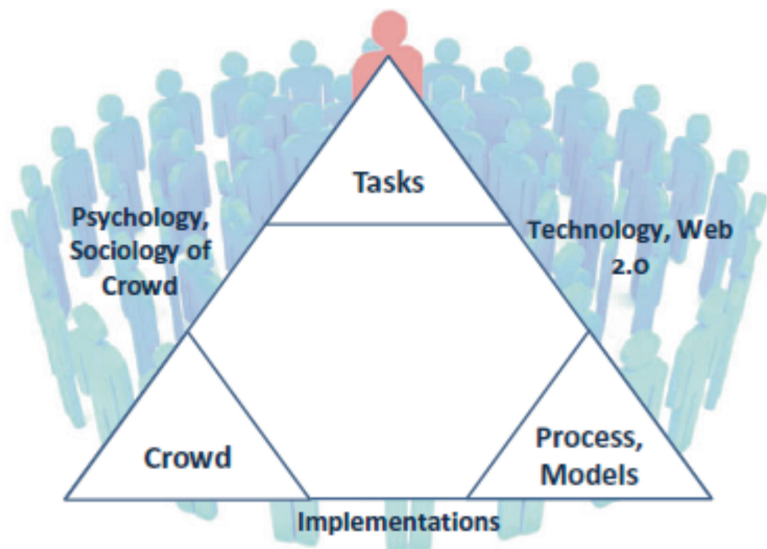 Tasks
Psychology,
Sociology of
Crowd
Technology, Web
2.0
Crowd
Process,
Models
Implementations